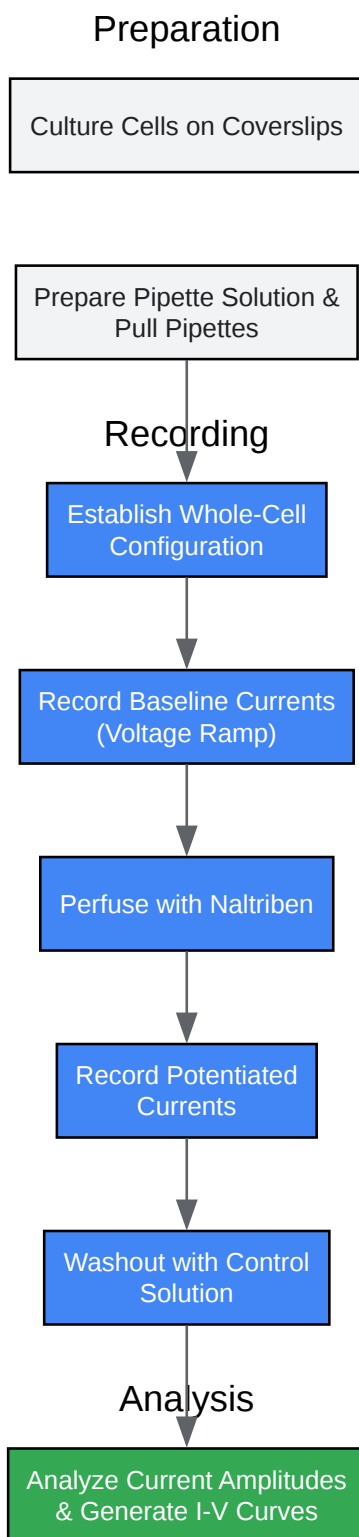 Preparation
Culture Cells on Coverslips
Prepare Pipette Solution &
Pull Pipettes
Recording
Establish Whole-Cell
Configuration
Record Baseline Currents
(Voltage Ramp)
Perfuse with Naltriben
Record Potentiated
Currents
Washout with Control
Solution
Analysis
Analyze Current Amplitudes
& Generate I-V Curves